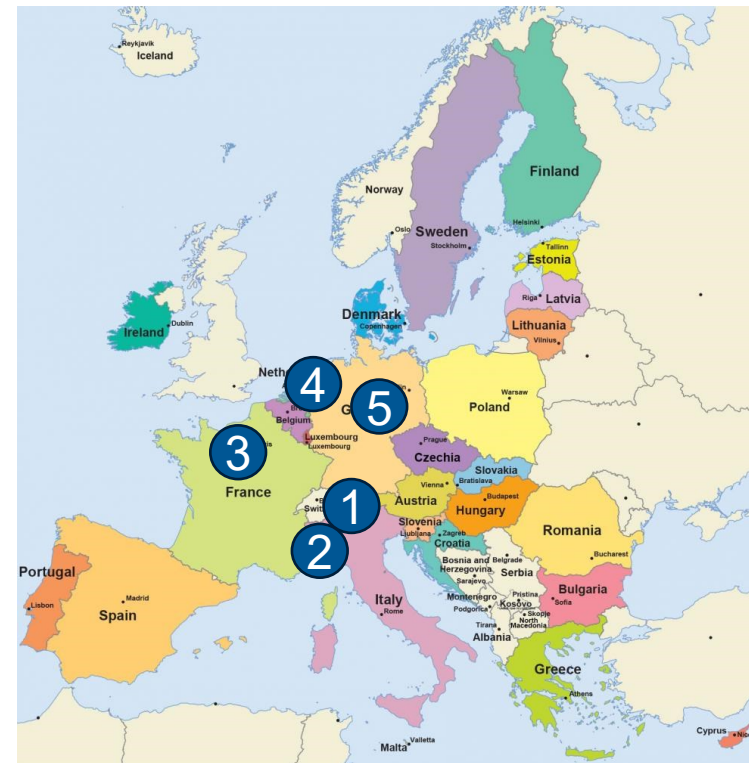 Reykjavik
Iceland
Norway
Oslo
Sweden
Stockholm
Finland
Helsinki
Tallinn
Estonia
Riga
Latvia
Lithuania
Vilnius
Denmark
Copenhagen
Ireland
Dublin
4
5
Warsaw
Poland
Belgium
Luxembourg
Luxembourg
Prague
Czechia
3
France
Slovakia
Bratislava
Vienna
Austria
Budapest
Hungary
1
2
Slovenia
Ljubljana
Zagreb
Croatia
Romania
Bucharest
Bosnia and
Herzegovina
Sarajevo
Belgrade
Serbia
Montenegro
Podgorica
Pristina
Kosovo
Bulgaria
Sofia
Skopje
North
Macedonia
Tirana
Albania
Portugal
Lisbon
Madrid
Spain
Italy
Rome
Greece
Athens
Malta
Valletta
Cyprus